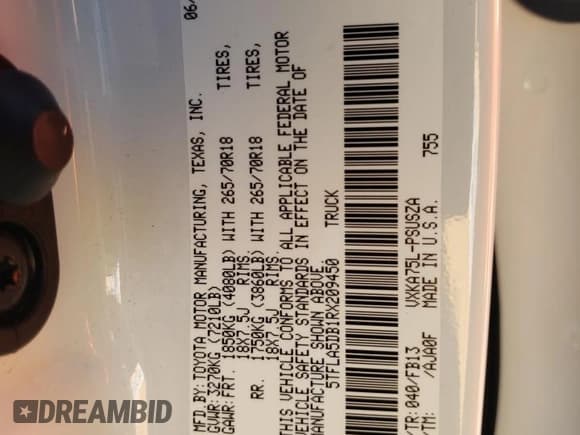 06/
MFD. BY: TOYOTA MOTOR MANUFACTURING, TEXAS, INC.
GVWR: 3270KG (7210LB)
GAWR: FRT. 1850KG (4080LB) WITH 265/70R18 TIRES,
18X7.5J RIMS.
RR. 1750KG (3860LB) WITH 265/70R18 TIRES,
18X7.5J RIMS.
THIS VEHICLE CONFORMS TO ALL APPLICABLE FEDERAL MOTOR
VEHICLE SAFETY STANDARDS IN EFFECT ON THE DATE OF
MANUFACTURE SHOWN ABOVE.
5TFLA5DB1RX209450 TRUCK
/TR: 040/FB13 VXKA75L-PSUSZA 755
/TM: /AJA0F MADE IN U.S.A.
DREAMBID